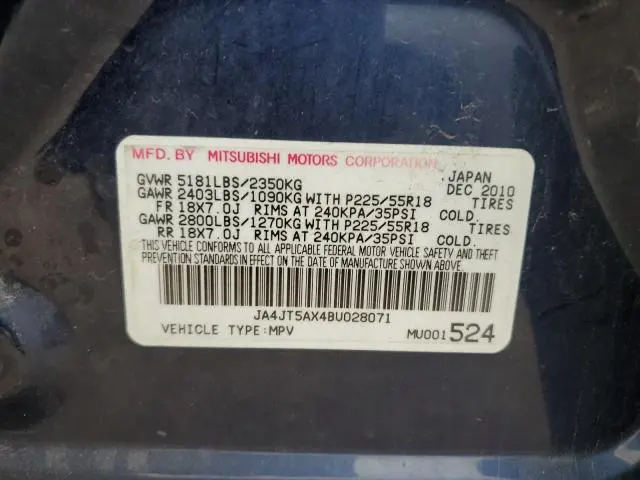 MFD. BY MITSUBISHI MOTORS CORPORATION
GVWR 5181LBS/2350KG JAPAN DEC 2010
GAWR 2403LBS/1090KG WITH P225/55R18 TIRES
FR 18X7.0J RIMS AT 240KPA/35PSI COLD.
GAWR 2800LBS/1270KG WITH P225/55R18 TIRES
RR 18X7.0J RIMS AT 240KPA/35PSI COLD.
THIS VEHICLE CONFORMS TO ALL APPLICABLE FEDERAL MOTOR VEHICLE SAFETY AND THEFT
PREVENTION STANDARDS IN EFFECT ON THE DATE OF MANUFACTURE SHOWN ABOVE.
JA4JT5AX4BU028071
VEHICLE TYPE:MPV MU001524